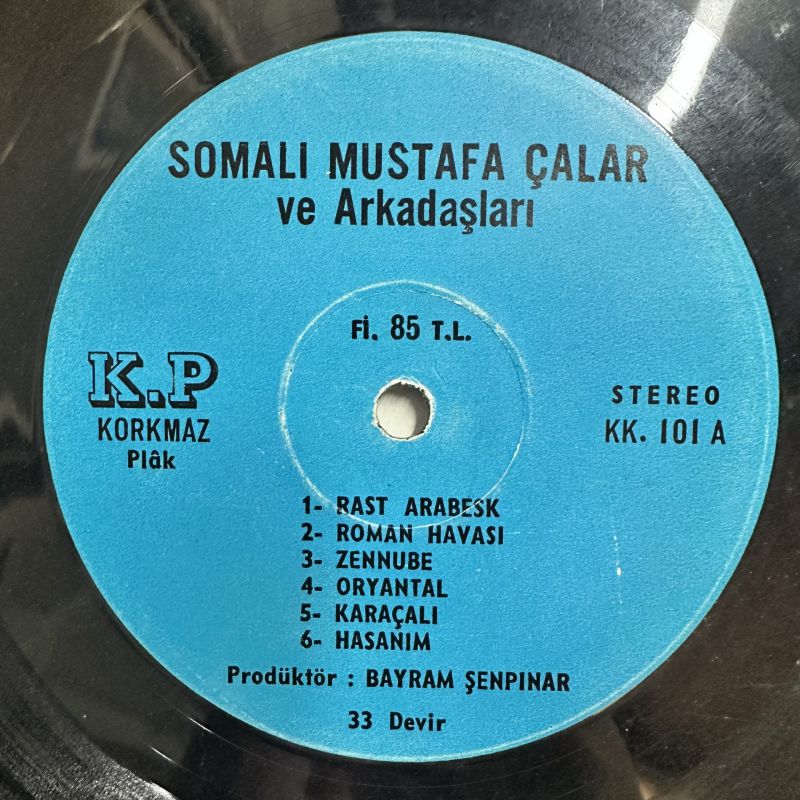 SOMALI MUSTAFA ÇALAR
ve Arkadaşları
Fİ. 85 T.L.
K.P
KORKMAZ
Plâk
STEREO
KK. 101 A
1- RAST ARABESK
2- ROMAN HAVASI
3- ZENNUBE
4- ORYANTAL
5- KARAÇALI
6- HASANIM
Prodüktör : BAYRAM ŞENPINAR
33 Devir